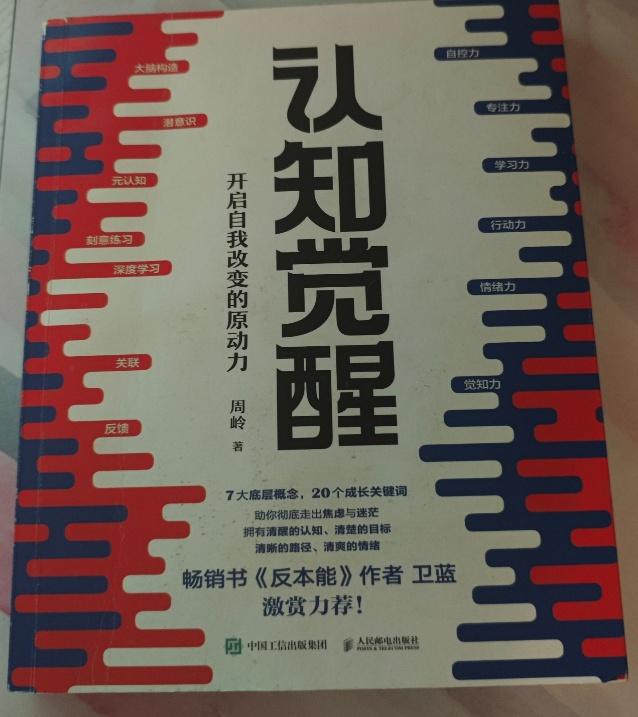 认知觉醒
开启自我改变的原动力
周岭 著
大脑构造
潜意识
元认知
刻意练习
深度学习
关联
反馈
自控力
专注力
学习力
行动力
情绪力
觉知力
7大底层概念，20个成长关键词
助你彻底走出焦虑与迷茫
拥有清醒的认知、清楚的目标
清晰的路径、清爽的情绪
畅销书《反本能》作者 卫蓝
激赏力荐！
中国工信出版集团 人民邮电出版社
POSTS & TELECOM PRESS